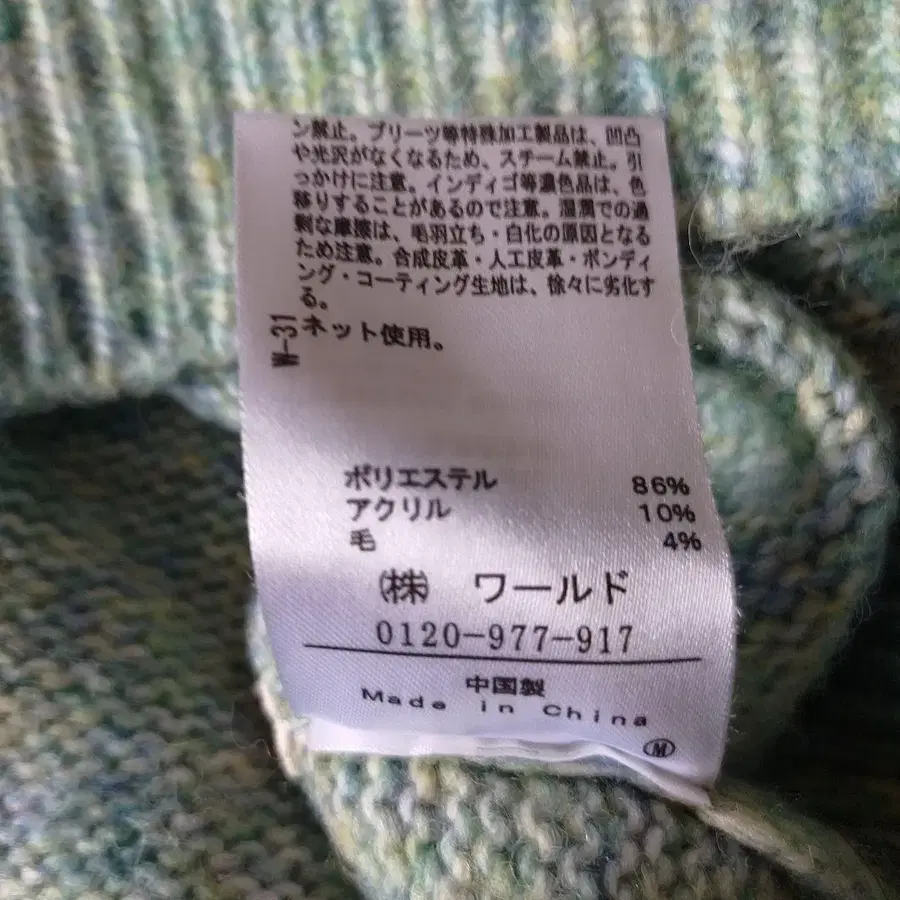 ン禁止。プリーツ等特殊加工製品は、凹凸
や光沢がなくなるため、スチーム禁止。引
っかけに注意。インディゴ等濃色品は、色
移りすることがあるので注意。湿潤での過
剰な摩擦は、毛羽立ち・白化の原因となる
ため注意。合成皮革・人工皮革・ボンディ
ング・コーティング生地は、徐々に劣化す
る。
ネット使用。
W-31
ポリエステル 86%
アクリル 10%
毛 4%
㈱ ワールド
0120-977-917
中国製
Made in China
Ⓜ